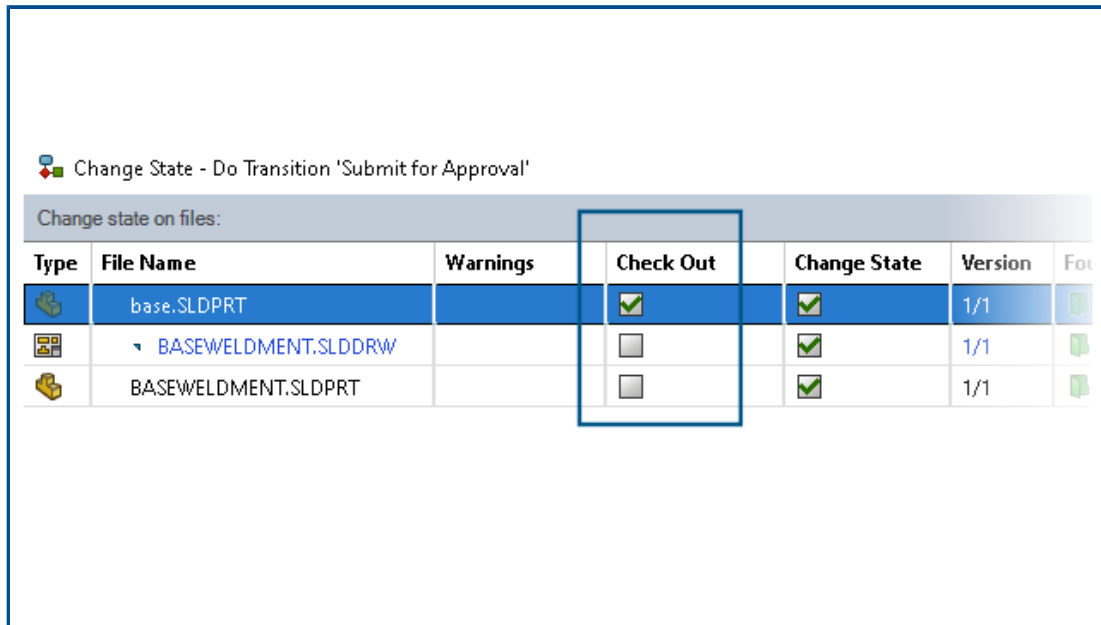 Change State - Do Transition 'Submit for Approval'
Change state on files:
Type File Name Warnings Check Out Change State Version
base.SLDPRT 1/1
BASEWELDMENT.SLDDRW 1/1
BASEWELDMENT.SLDPRT 1/1